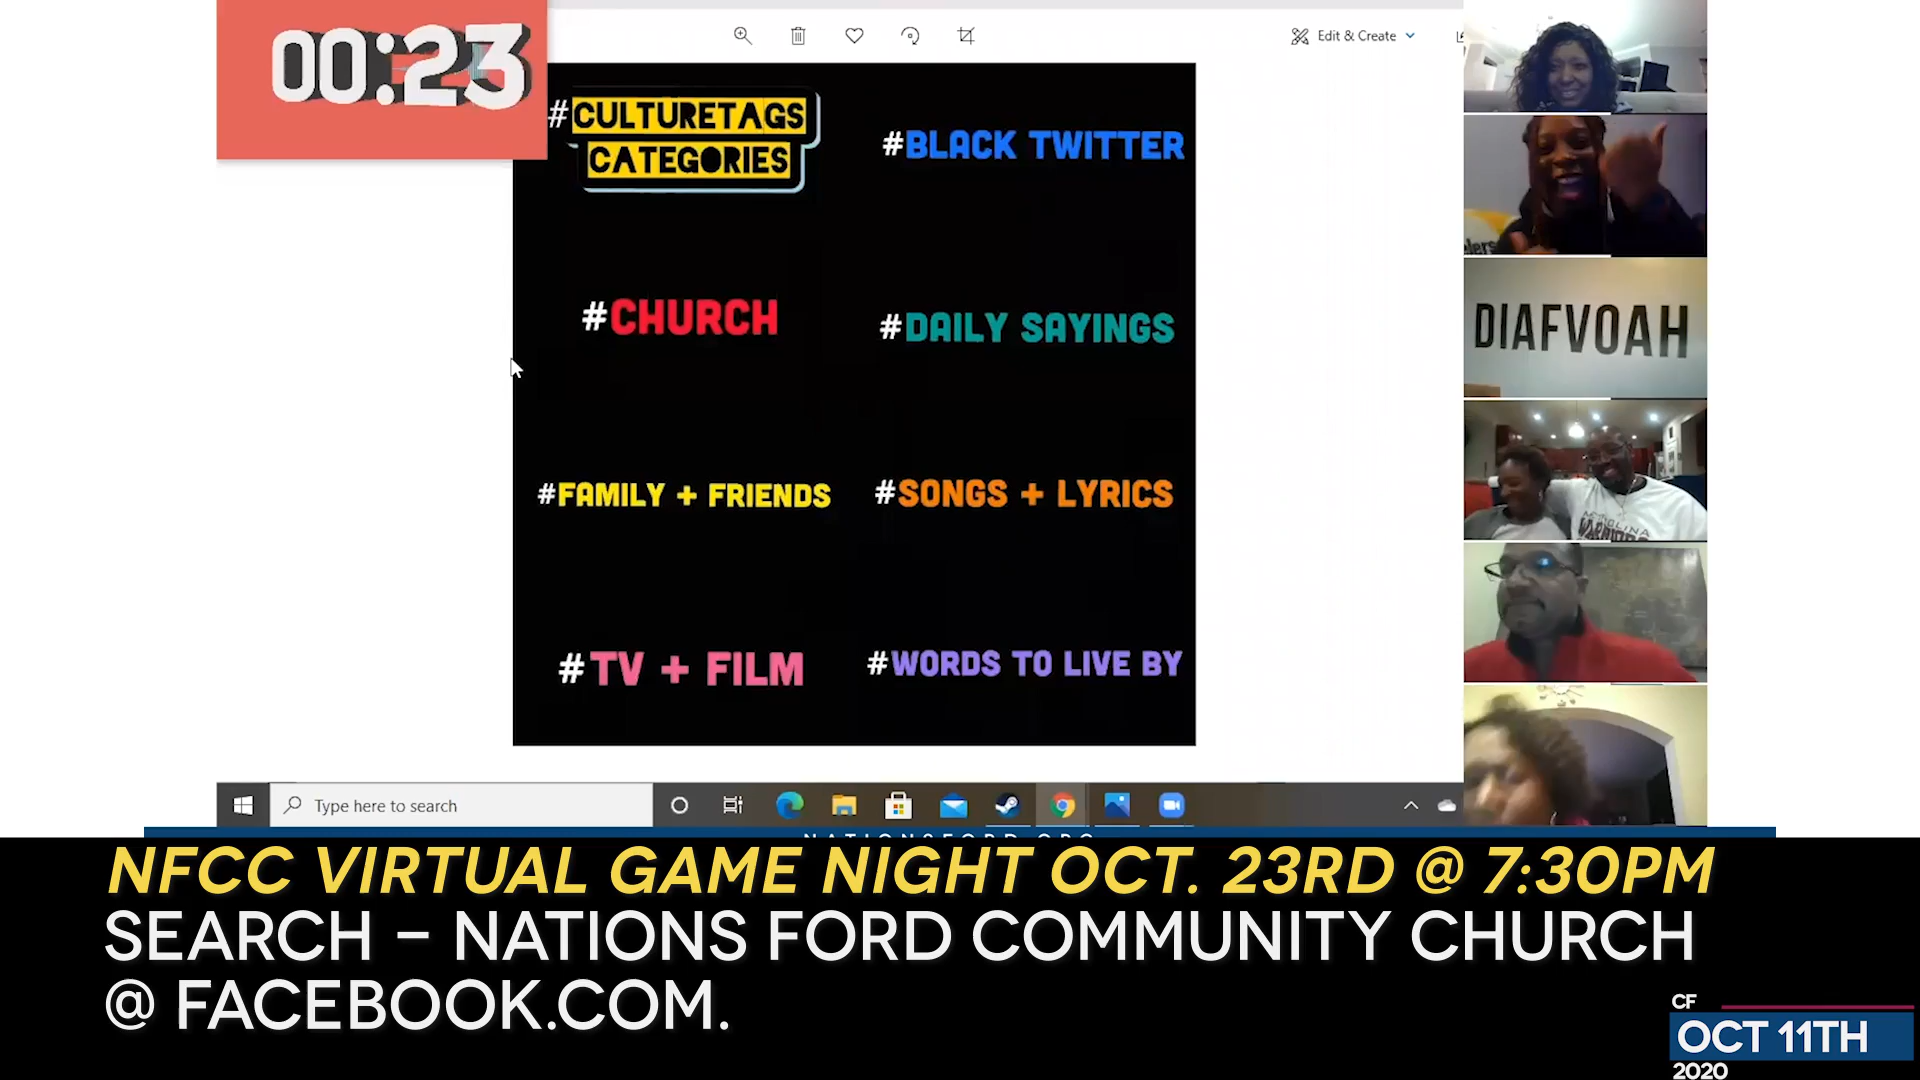 00:23
Edit & Create
#CULTURETAGS
CATEGORIES
#BLACK TWITTER
#CHURCH
#DAILY SAYINGS
#FAMILY + FRIENDS
#SONGS + LYRICS
#TV + FILM
#WORDS TO LIVE BY
DIAFVOAH
Type here to search
NATIONSFORD.ORG
NFCC VIRTUAL GAME NIGHT OCT. 23RD @ 7:30PM
SEARCH – NATIONS FORD COMMUNITY CHURCH
@ FACEBOOK.COM.
CF
OCT 11TH
2020